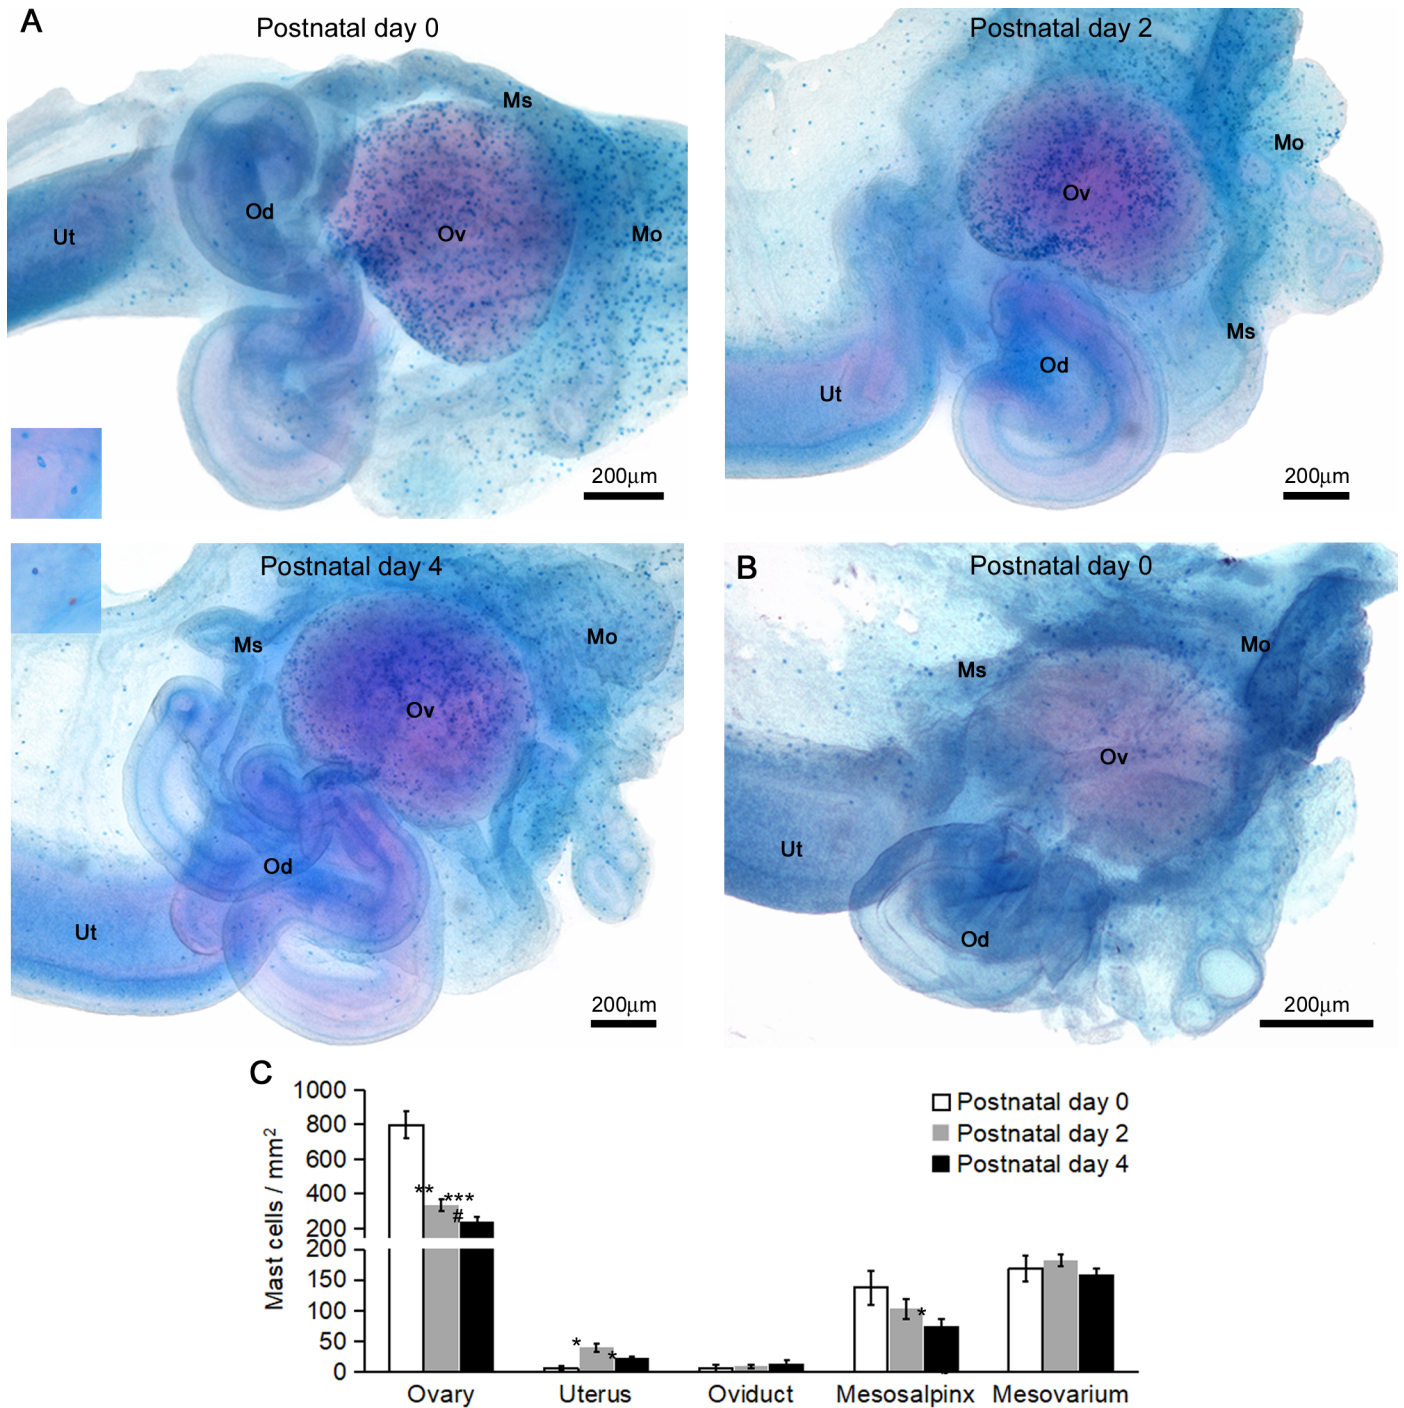 A
Postnatal day 0
Ms
Od
Ut
Ov
Mo
200μm
Postnatal day 2
Mo
Ov
Ms
Od
Ut
200μm
Postnatal day 4
Ms
Mo
Ov
Od
Ut
200μm
B
Postnatal day 0
Mo
Ms
Ov
Ut
Od
200μm
C
Mast cells / mm²
1000
800
600
400
200
200
150
100
50
0
** ***
#
* *
*
Postnatal day 0
Postnatal day 2
Postnatal day 4
Ovary Uterus Oviduct Mesosalpinx Mesovarium